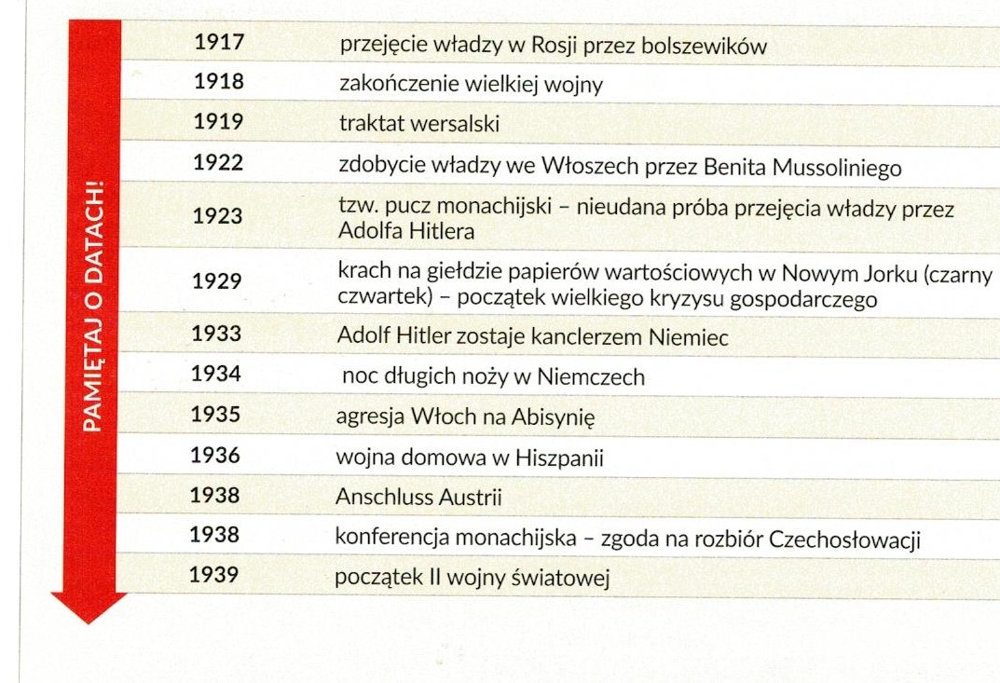 PAMIĘTAJ O DATACH!
1917 przejęcie władzy w Rosji przez bolszewików
1918 zakończenie wielkiej wojny
1919 traktat wersalski
1922 zdobycie władzy we Włoszech przez Benita Mussoliniego
1923 tzw. pucz monachijski – nieudana próba przejęcia władzy przez
Adolfa Hitlera
1929 krach na giełdzie papierów wartościowych w Nowym Jorku (czarny
czwartek) – początek wielkiego kryzysu gospodarczego
1933 Adolf Hitler zostaje kanclerzem Niemiec
1934 noc długich noży w Niemczech
1935 agresja Włoch na Abisynię
1936 wojna domowa w Hiszpanii
1938 Anschluss Austrii
1938 konferencja monachijska – zgoda na rozbiór Czechosłowacji
1939 początek II wojny światowej